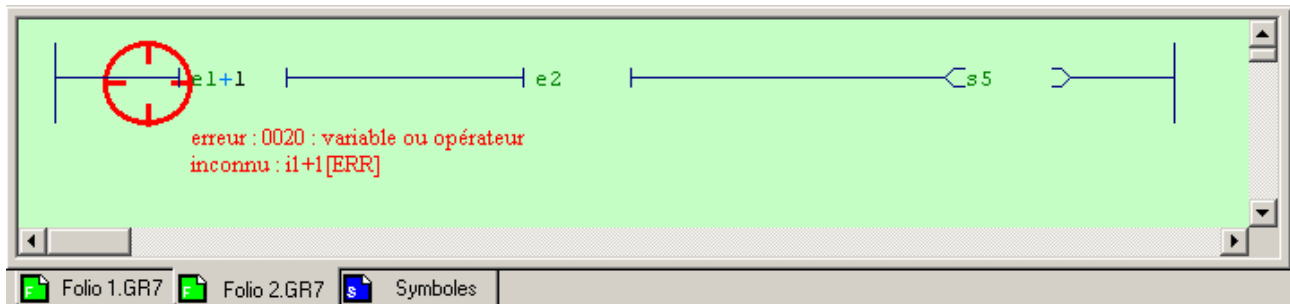 e1+1 e2 s5
erreur : 0020 : variable ou opérateur
inconnu : i1+1[ERR]
Folio 1.GR7 Folio 2.GR7 Symboles